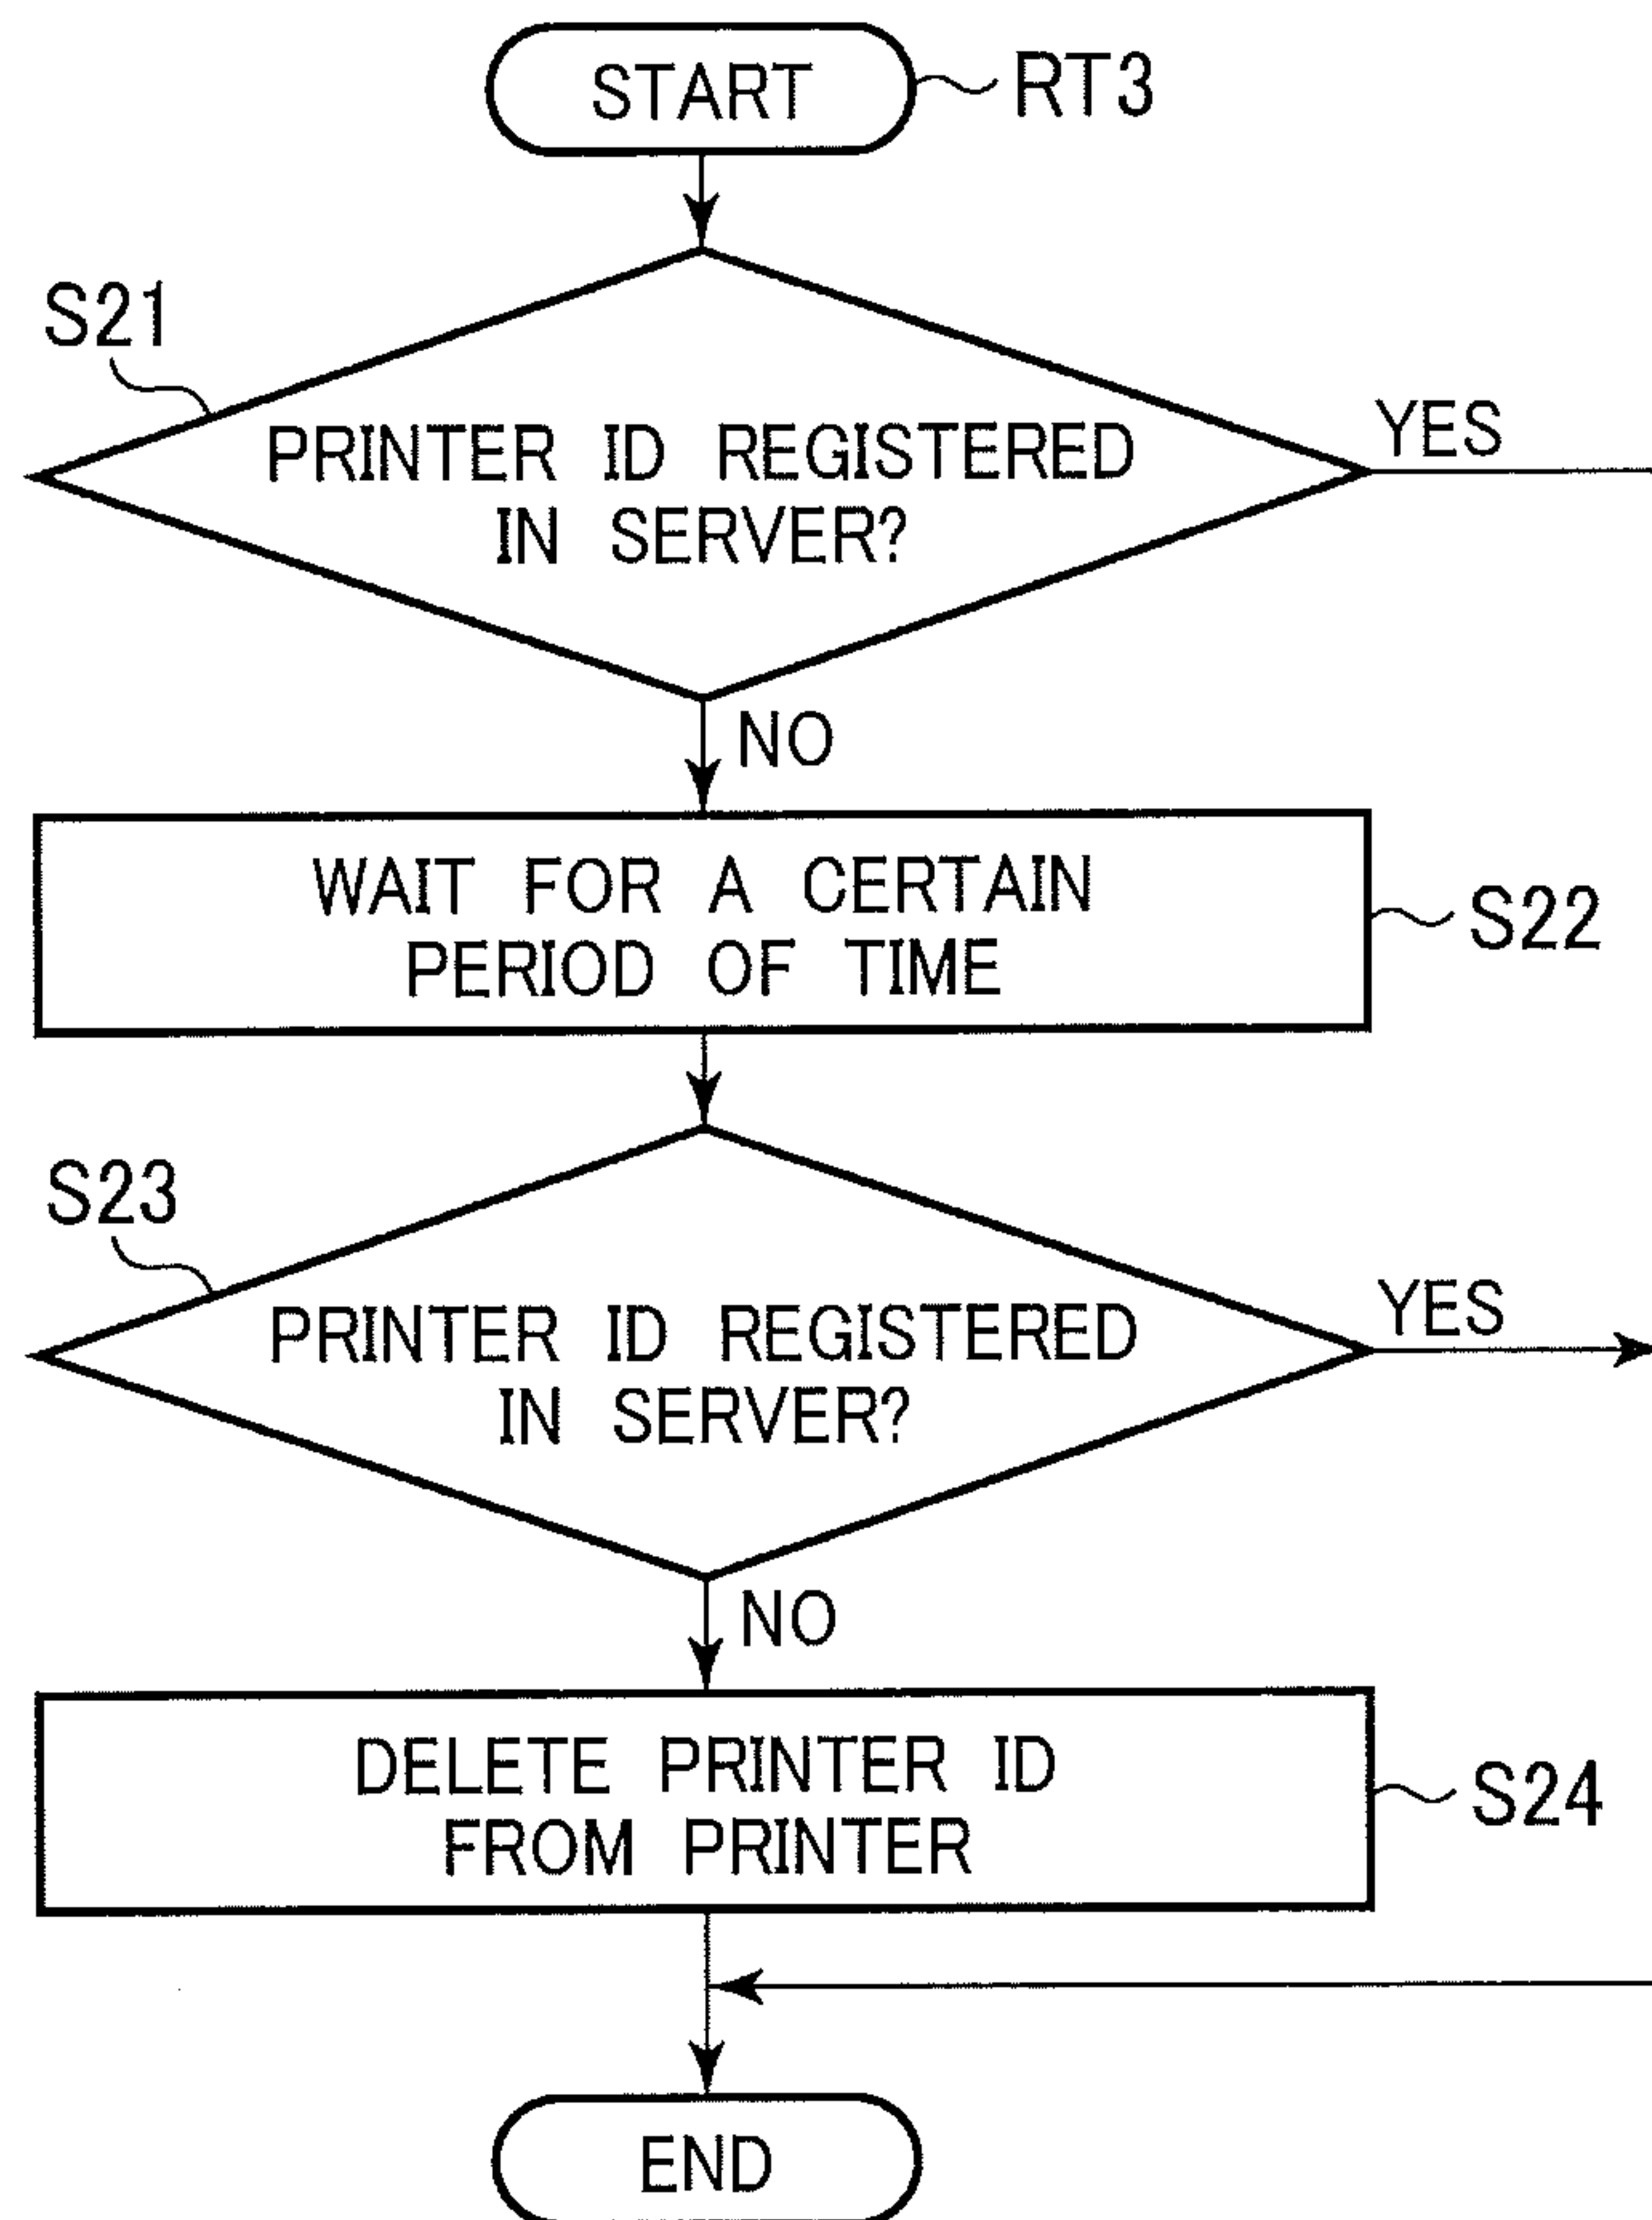 START
RT3
S21
PRINTER ID REGISTERED
IN SERVER?
YES
NO
WAIT FOR A CERTAIN
PERIOD OF TIME
S22
S23
PRINTER ID REGISTERED
IN SERVER?
YES
NO
DELETE PRINTER ID
FROM PRINTER
S24
END